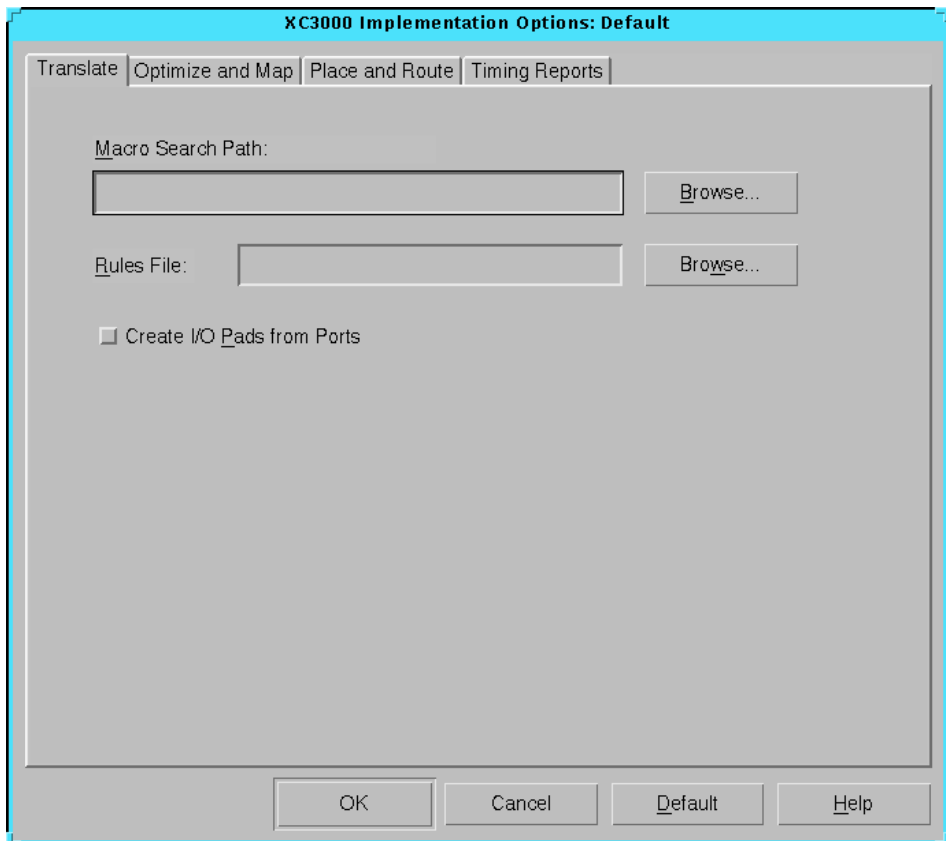 XC3000 Implementation Options: Default
Translate Optimize and Map Place and Route Timing Reports
Macro Search Path:
Browse...
Rules File: Browse...
Create I/O Pads from Ports
OK Cancel Default Help